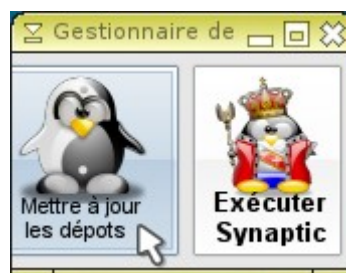 Gestionnaire de
Mettre à jour
les dépots
Exécuter
Synaptic